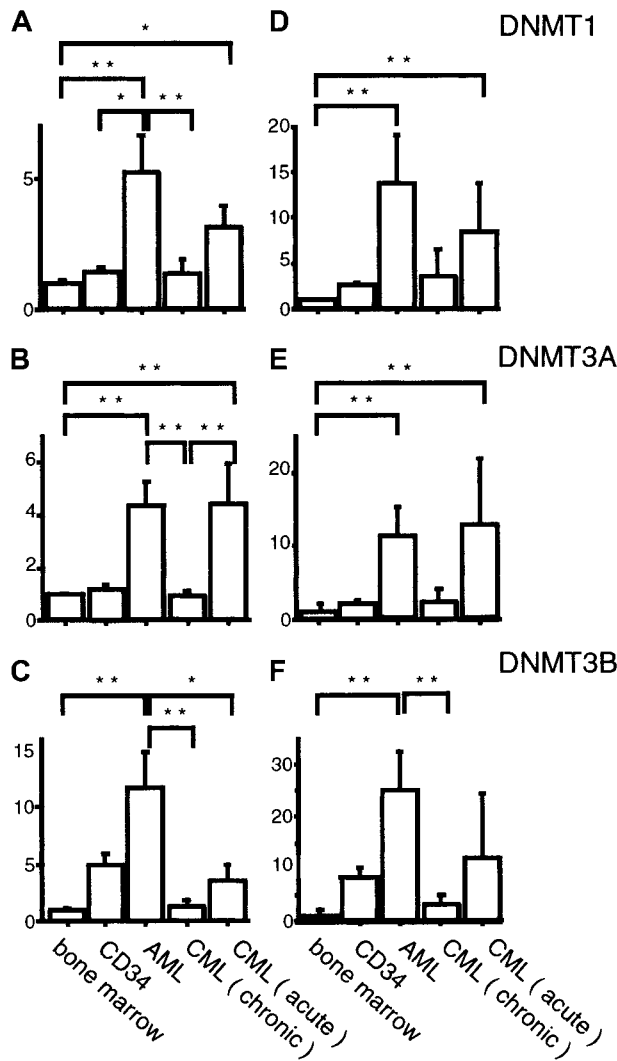 A
D
DNMT1
*
* *
* *
* *
*
* *
5
0
20
15
10
5
0
B
E
DNMT3A
* *
* *
* *
* *
* *
* *
6
4
2
0
20
10
0
C
F
DNMT3B
* *
*
* *
* *
* *
15
10
5
0
30
20
10
0
bone marrow
CD34
AML
CML ( chronic )
CML ( acute )
bone marrow
CD34
AML
CML ( chronic )
CML ( acute )